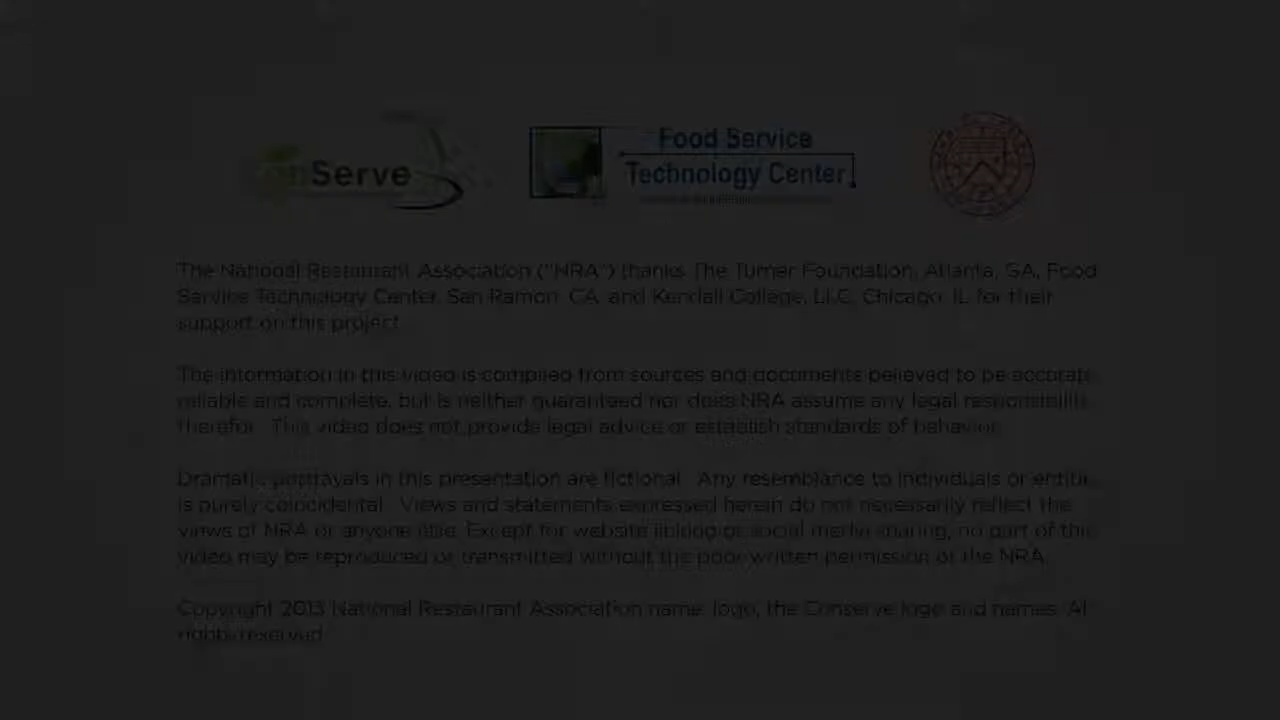 Serve
Food Service
Technology Center
The National Restaurant Association ("NRA") thanks The Turner Foundation, Atlanta, GA, Food
Service Technology Center, San Ramon, CA, and Kendall College, LLC, Chicago, IL for their
support on this project.
The information in this video is compiled from sources and documents believed to be accurate,
reliable and complete, but is neither guaranteed nor does NRA assume any legal responsibility
therefor. This video does not provide legal advice or establish standards of behavior.
Dramatic portrayals in this presentation are fictional. Any resemblance to individuals or entities
is purely coincidental. Views and statements expressed herein do not necessarily reflect the
views of NRA or anyone else. Except for website linking or social media sharing, no part of this
video may be reproduced or transmitted without the prior written permission of the NRA.
Copyright 2013 National Restaurant Association name, logo, the Conserve logo and names. All
rights reserved.